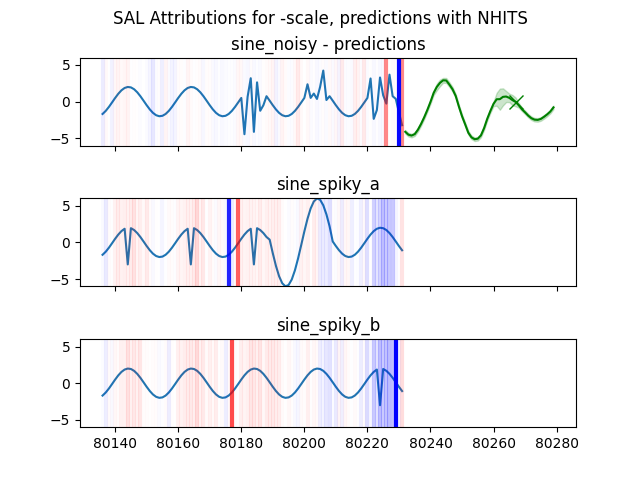 SAL Attributions for -scale, predictions with NHITS
sine_noisy - predictions
5
0
−5
sine_spiky_a
5
0
−5
sine_spiky_b
5
0
−5
80140 80160 80180 80200 80220 80240 80260 80280